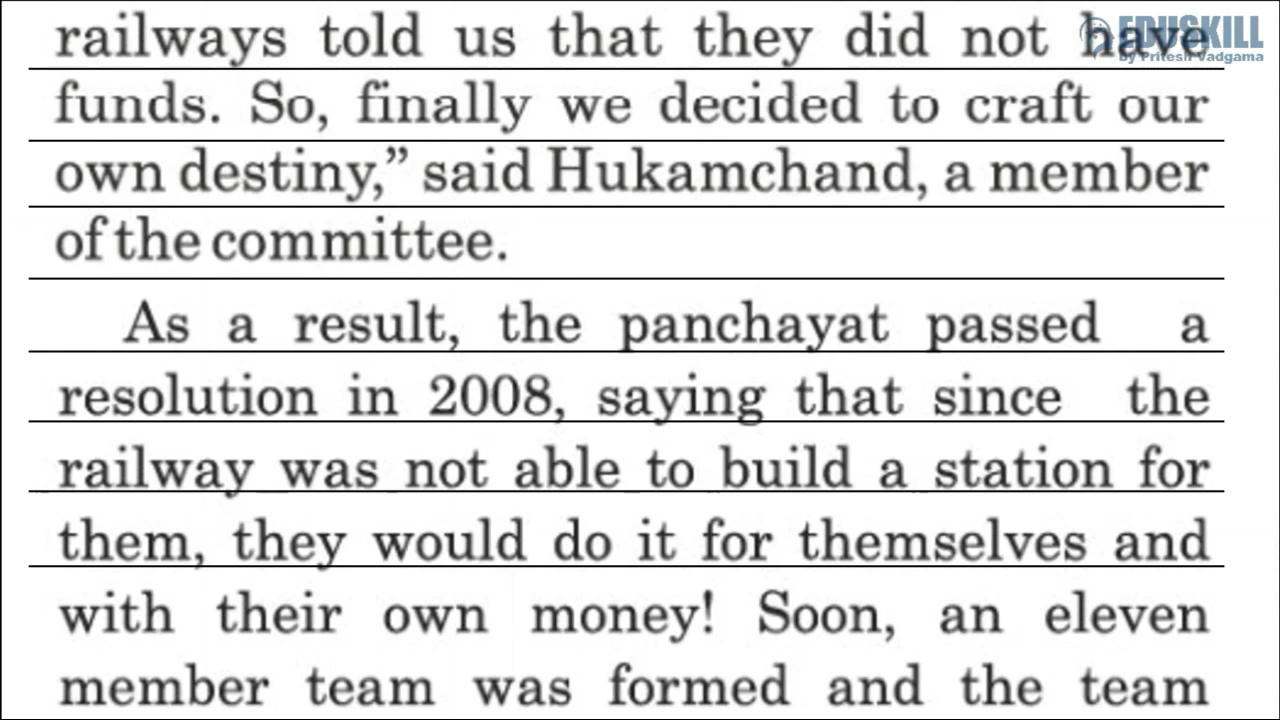 railways told us that they did not have
funds. So, finally we decided to craft our
own destiny,” said Hukamchand, a member
of the committee.
As a result, the panchayat passed a
resolution in 2008, saying that since the
railway was not able to build a station for
them, they would do it for themselves and
with their own money! Soon, an eleven
member team was formed and the team
EDUSKILL
by Pritesh Vadgama